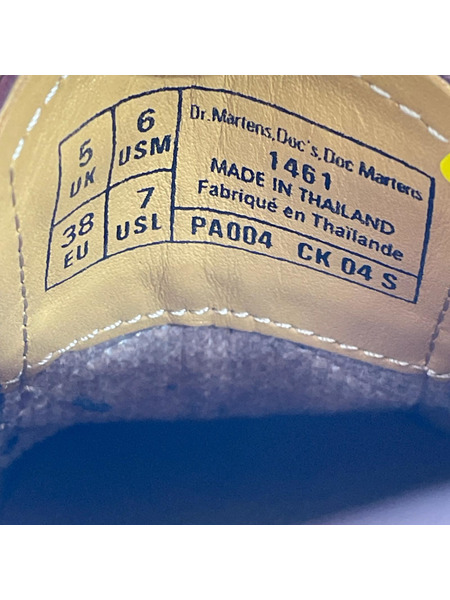 5 UK
6 USM
38 EU
7 USL
Dr.Martens,Doc's,Doc Martens
1461
MADE IN THAILAND
Fabriqué en Thaïlande
PA004 CK 04 S